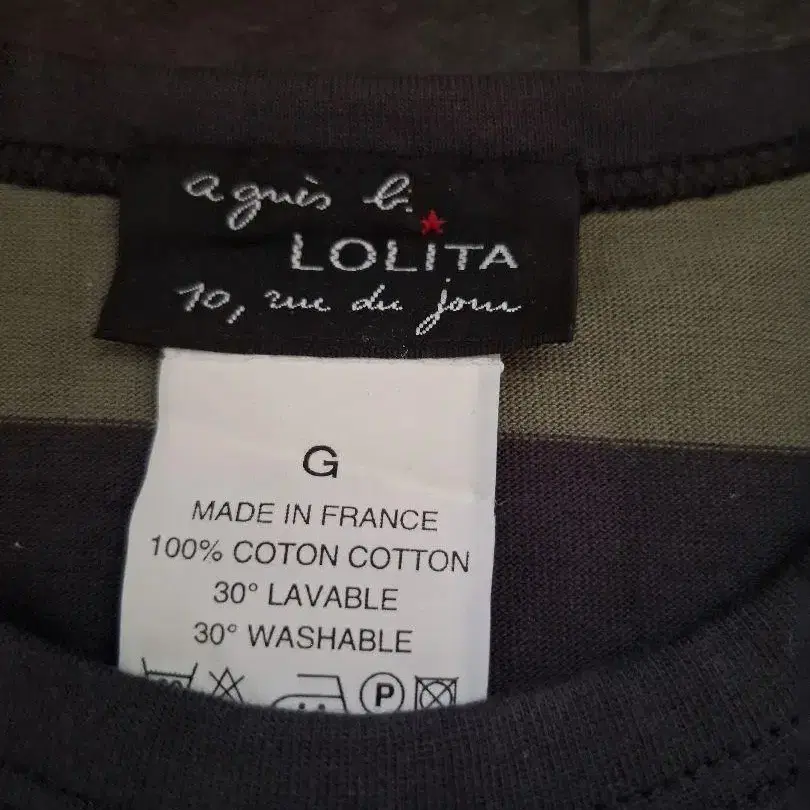 agnès b.
LOLITA
10, rue du jour
G
MADE IN FRANCE
100% COTON COTTON
30° LAVABLE
30° WASHABLE
P